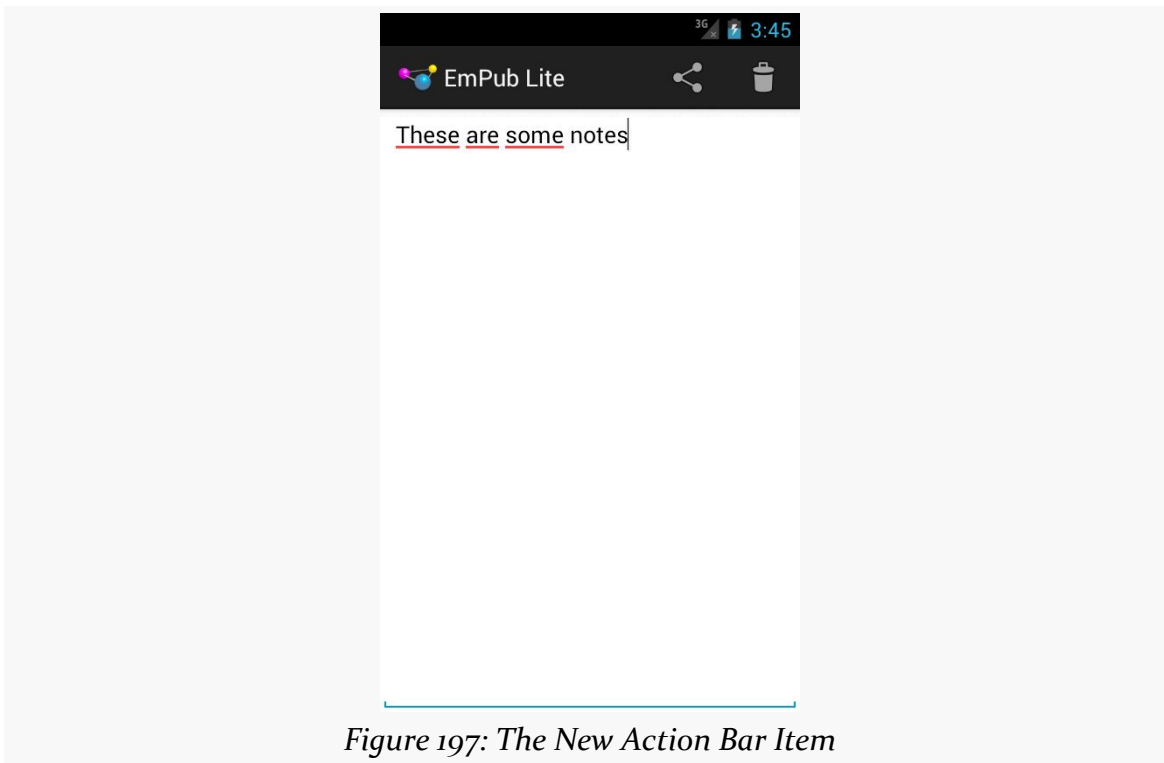 3G 3:45
EmPub Lite
These are some notes
Figure 197: The New Action Bar Item